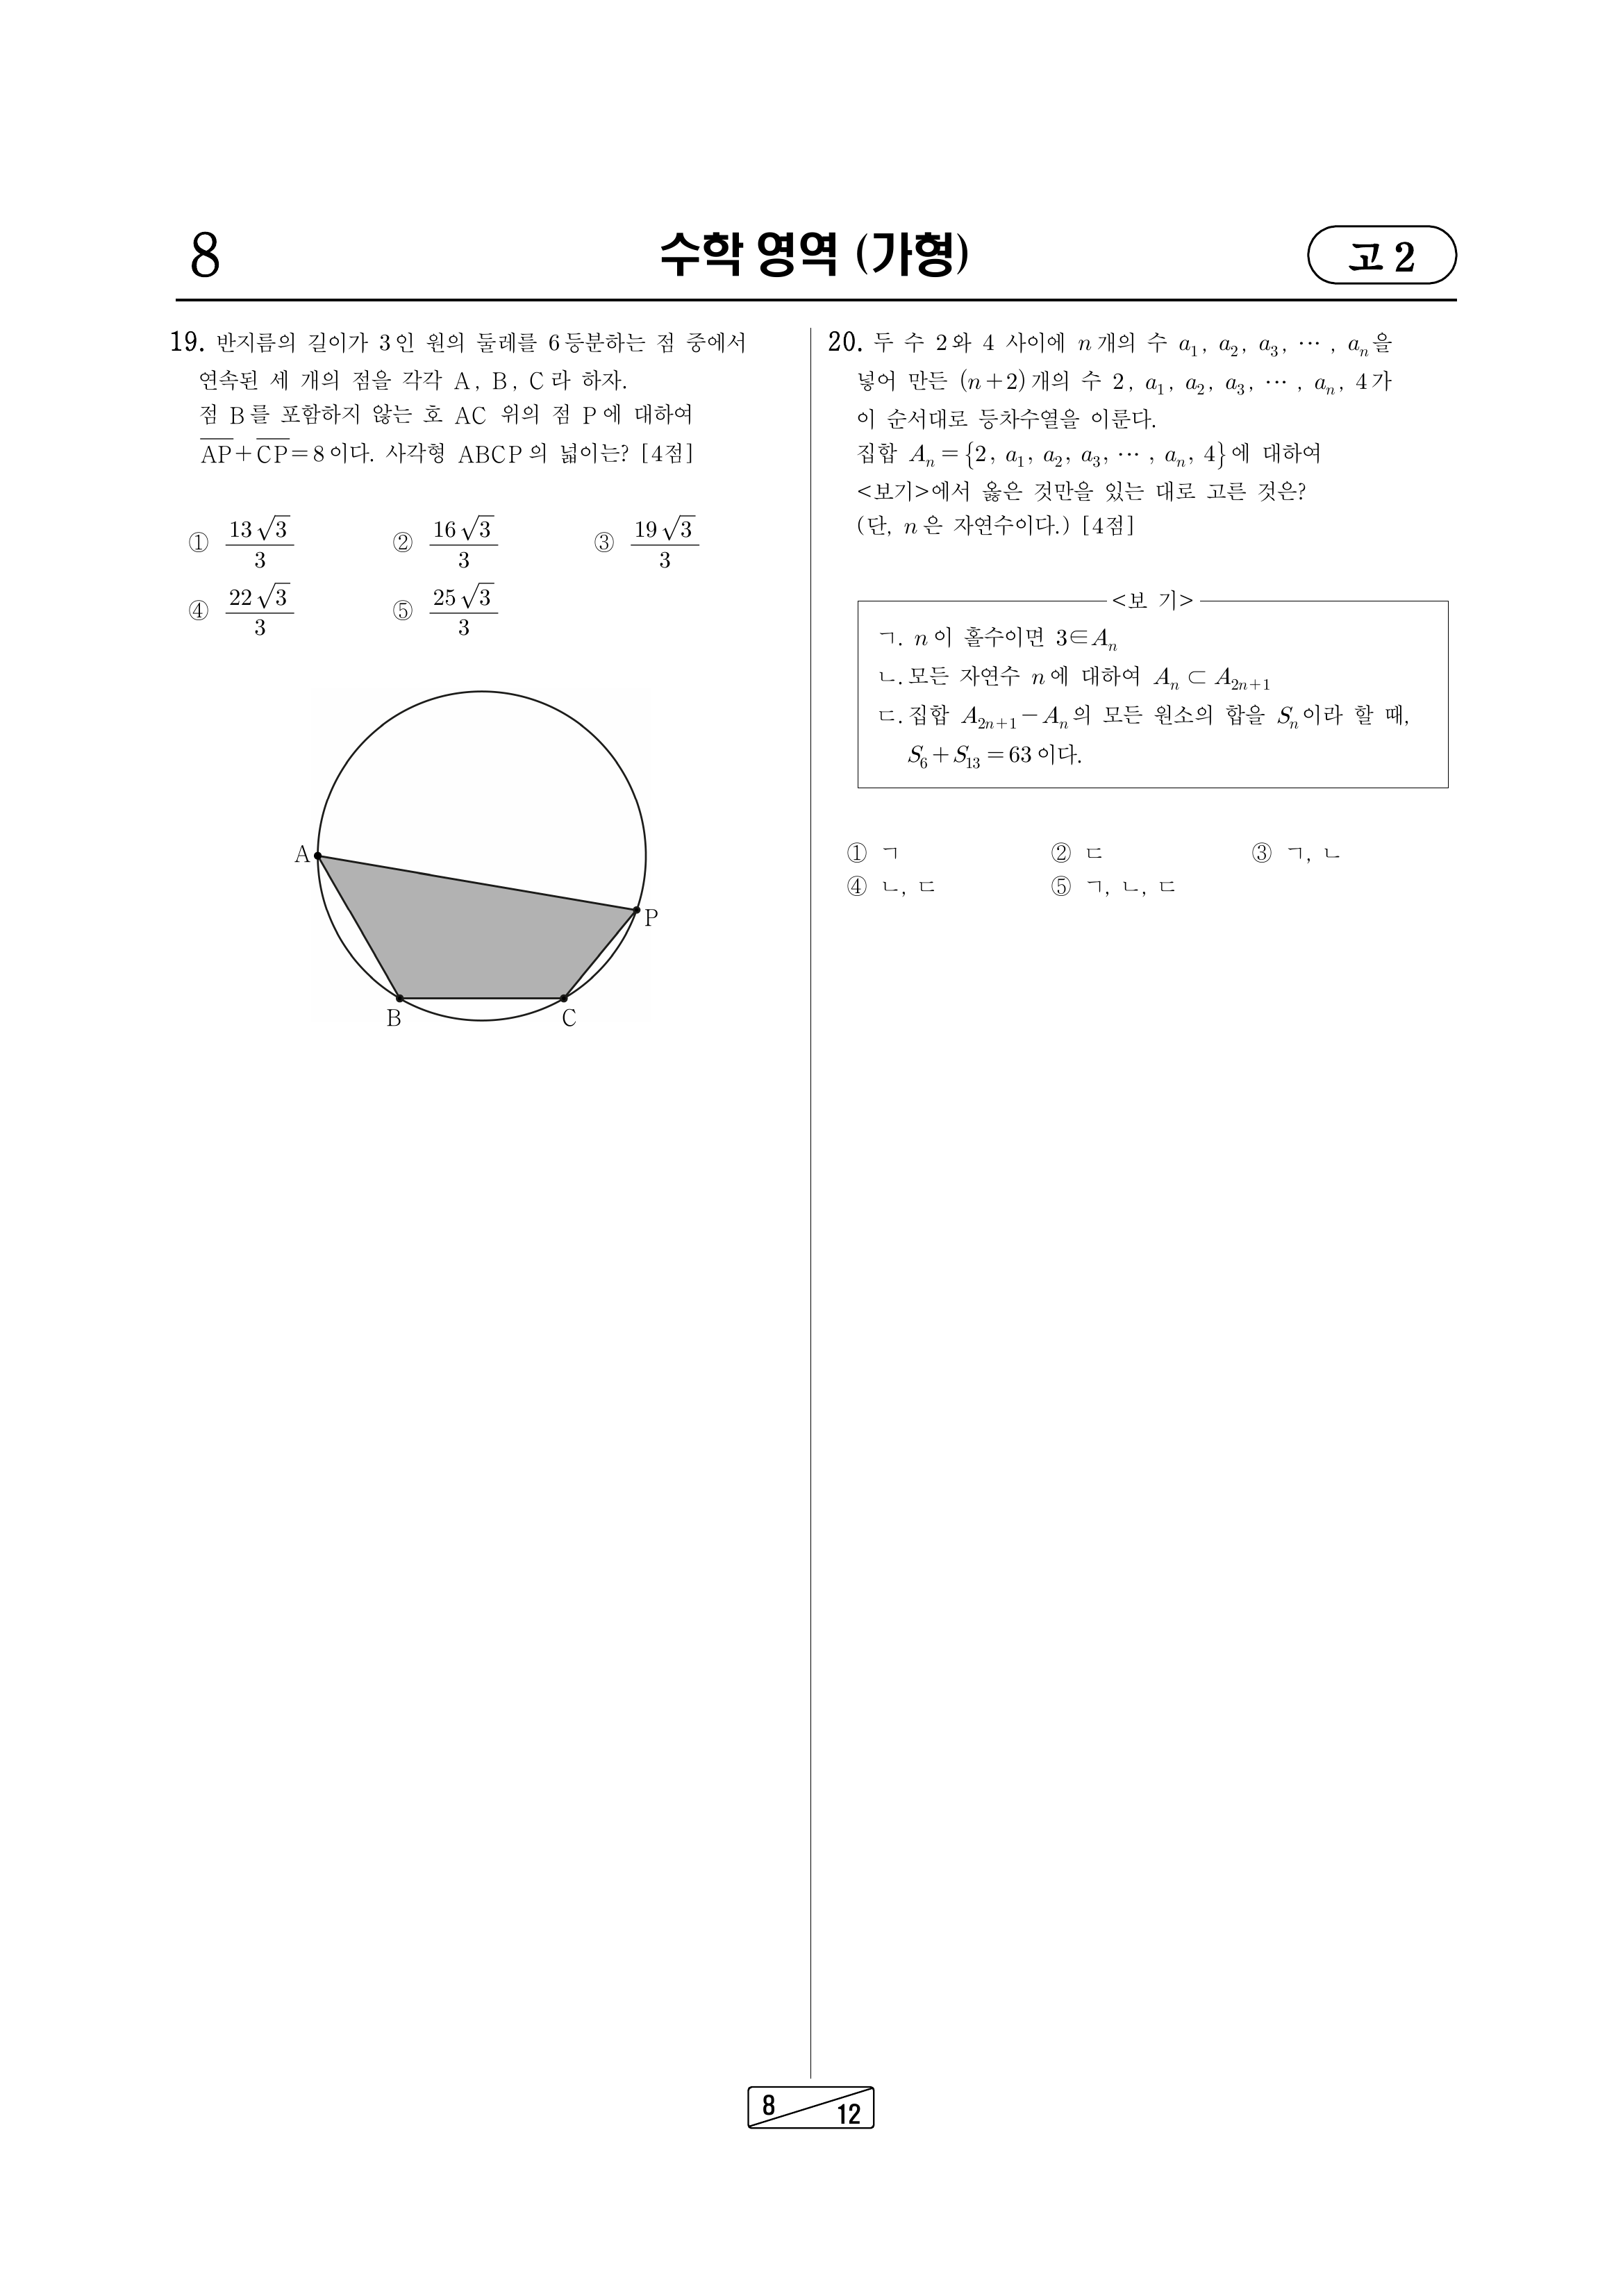 8
수학 영역 (가형)
고 2
19. 반지름의 길이가 3인 원의 둘레를 6등분하는 점 중에서
연속된 세 개의 점을 각각 A, B, C라 하자.
점 B를 포함하지 않는 호 AC 위의 점 P에 대하여
$\overline{AP}+\overline{CP}=8$이다. 사각형 ABCP의 넓이는? [4점]
① $\frac{13\sqrt{3}}{3}$ ② $\frac{16\sqrt{3}}{3}$ ③ $\frac{19\sqrt{3}}{3}$
④ $\frac{22\sqrt{3}}{3}$ ⑤ $\frac{25\sqrt{3}}{3}$
A
P
B
C
20. 두 수 2와 4 사이에 $n$개의 수 $a_1, a_2, a_3, \cdots, a_n$을
넣어 만든 $(n+2)$개의 수 $2, a_1, a_2, a_3, \cdots, a_n, 4$가
이 순서대로 등차수열을 이룬다.
집합 $A_n=\{2, a_1, a_2, a_3, \cdots, a_n, 4\}$에 대하여
<보기>에서 옳은 것만을 있는 대로 고른 것은?
(단, $n$은 자연수이다.) [4점]
<보 기>
ㄱ. $n$이 홀수이면 $3 \in A_n$
ㄴ. 모든 자연수 $n$에 대하여 $A_n \subset A_{2n+1}$
ㄷ. 집합 $A_{2n+1}-A_n$의 모든 원소의 합을 $S_n$이라 할 때,
$S_6+S_{13}=63$이다.
① ㄱ ② ㄷ ③ ㄱ, ㄴ
④ ㄴ, ㄷ ⑤ ㄱ, ㄴ, ㄷ
8
12